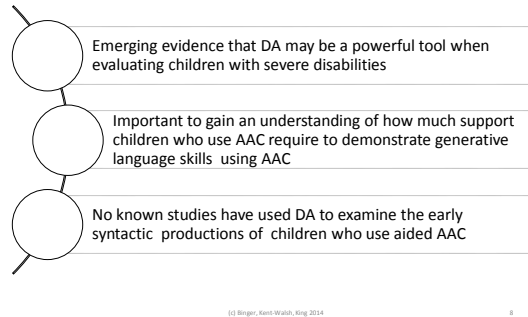 Emerging evidence that DA may be a powerful tool when
evaluating children with severe disabilities
Important to gain an understanding of how much support
children who use AAC require to demonstrate generative
language skills using AAC
No known studies have used DA to examine the early
syntactic productions of children who use aided AAC
(c) Binger, Kent-Walsh, King 2014
8